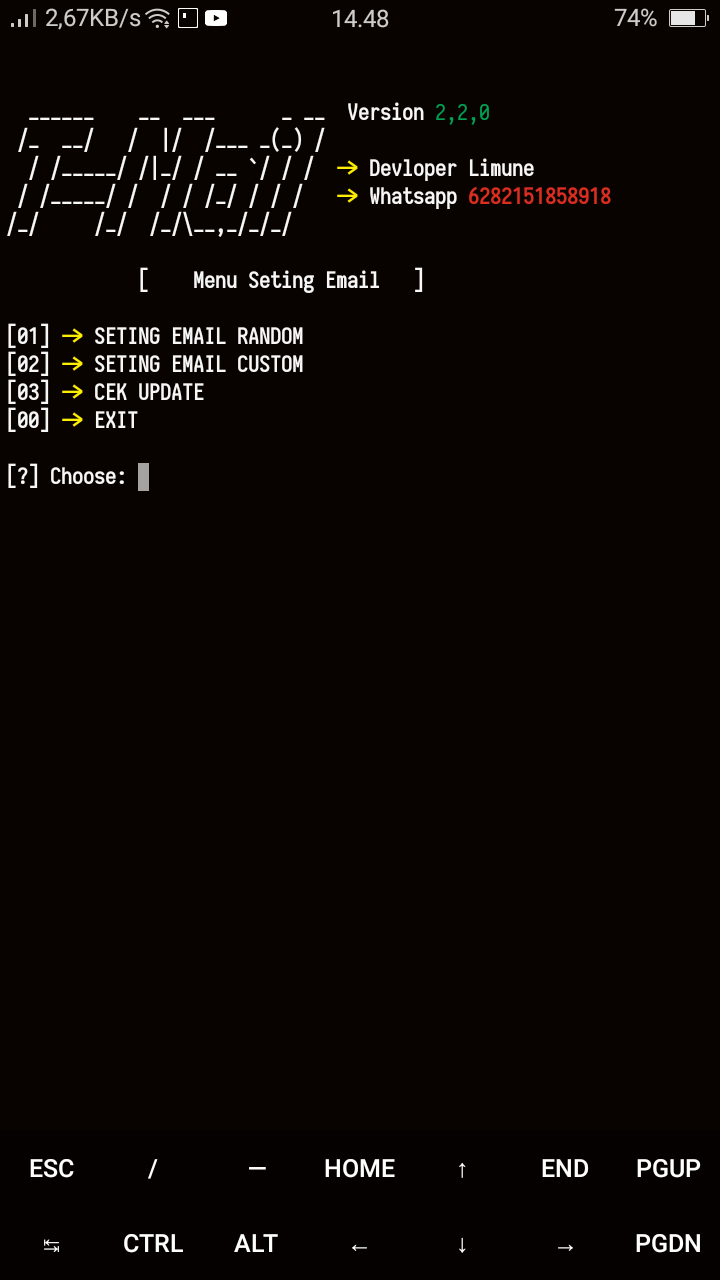 2,67KB/s 14.48 74%
Version 2,2,0
T-Mail
→ Devloper Limune
→ Whatsapp 6282151858918
[ Menu Seting Email ]
[01] → SETING EMAIL RANDOM
[02] → SETING EMAIL CUSTOM
[03] → CEK UPDATE
[00] → EXIT
[?] Choose:
ESC / — HOME ↑ END PGUP
↹ CTRL ALT ← ↓ → PGDN